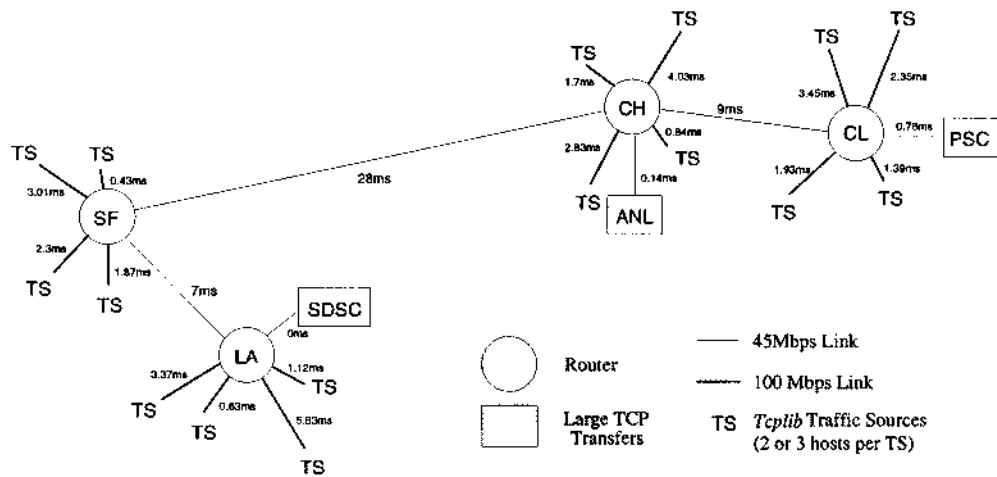 TS
TS
TS
TS
1.7ms
4.03ms
3.45ms
2.35ms
CH
9ms
CL
0.78ms
PSC
2.83ms
0.84ms
TS
1.93ms
1.39ms
TS
TS
TS
TS
0.14ms
ANL
28ms
TS
TS
3.01ms
0.43ms
SF
2.3ms
1.87ms
TS
TS
7ms
SDSC
0ms
LA
3.37ms
1.12ms
TS
TS
0.63ms
TS
5.83ms
TS
Router
Large TCP
Transfers
45Mbps Link
100 Mbps Link
TS
Tcplib Traffic Sources
(2 or 3 hosts per TS)